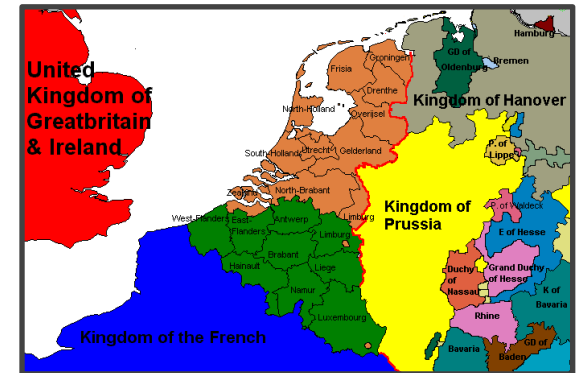 Hamburg
Groningen
GD of
Oldenburg
Bremen
United
Kingdom of
Greatbritain
& Ireland
Frisia
Drenthe
Kingdom of Hanover
North-Holland
Overijsel
South-Holland
Utrecht
Gelderland
P. of
Lippe
Zealand
North-Brabant
Kingdom of
Prussia
P. of Waldeck
West-Flanders
East-
Flanders
Antwerp
Limburg
Limburg
E of Hesse
Brabant
Hainaut
Liege
Duchy
of
Nassau
Grand Duchy
of Hesse
Namur
K of
Bavaria
Luxembourg
Rhine
Kingdom of the French
Bavaria
GD of
Baden